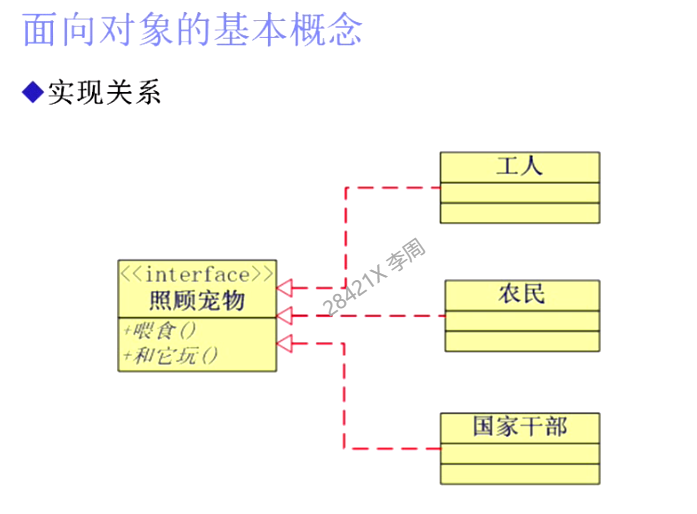 面向对象的基本概念
◆实现关系
工人
<<interface>>
照顾宠物
+喂食()
+和它玩()
农民
国家干部
28421X 李周